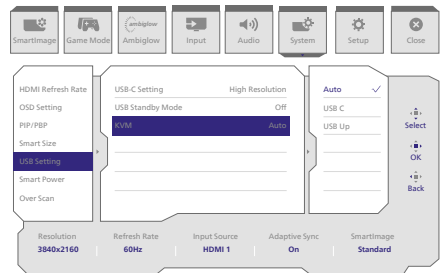 SmartImage
Game Mode
ambiglow
Ambiglow
Input
Audio
System
Setup
Close
HDMI Refresh Rate
OSD Setting
PIP/PBP
Smart Size
USB Setting
Smart Power
Over Scan
USB-C Setting High Resolution
USB Standby Mode Off
KVM Auto
Auto
USB C
USB Up
Select
OK
Back
Resolution Refresh Rate Input Source Adaptive Sync SmartImage
3840x2160 60Hz HDMI 1 On Standard